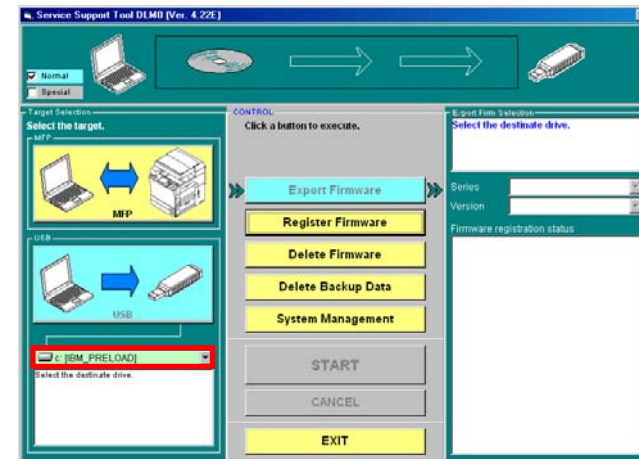 Service Support Tool DLM0 [Ver. 4.22E]
Normal
Special
Target Selection
Select the target.
MFP
MFP
USB
USB
c: [IBM_PRELOAD]
Select the destinate drive.
CONTROL
Click a button to execute.
Export Firmware
Register Firmware
Delete Firmware
Delete Backup Data
System Management
START
CANCEL
EXIT
Export Firm Selection
Select the destinate drive.
Series
Version
Firmware registration status